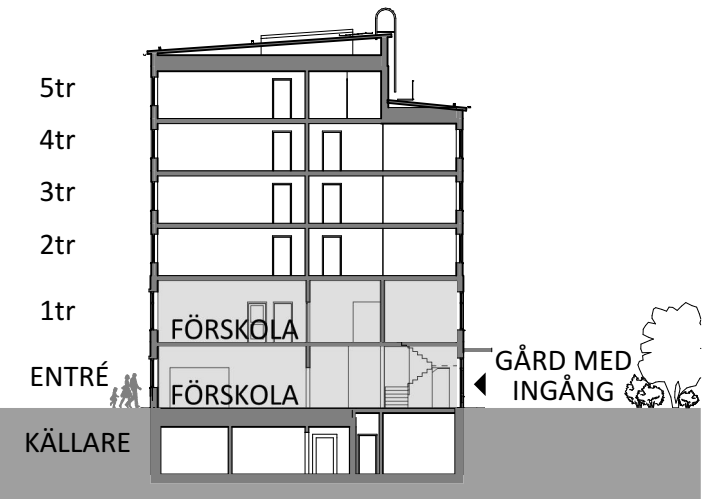 5tr
4tr
3tr
2tr
1tr
FÖRSKOLA
ENTRÉ
FÖRSKOLA
GÅRD MED
INGÅNG
KÄLLARE